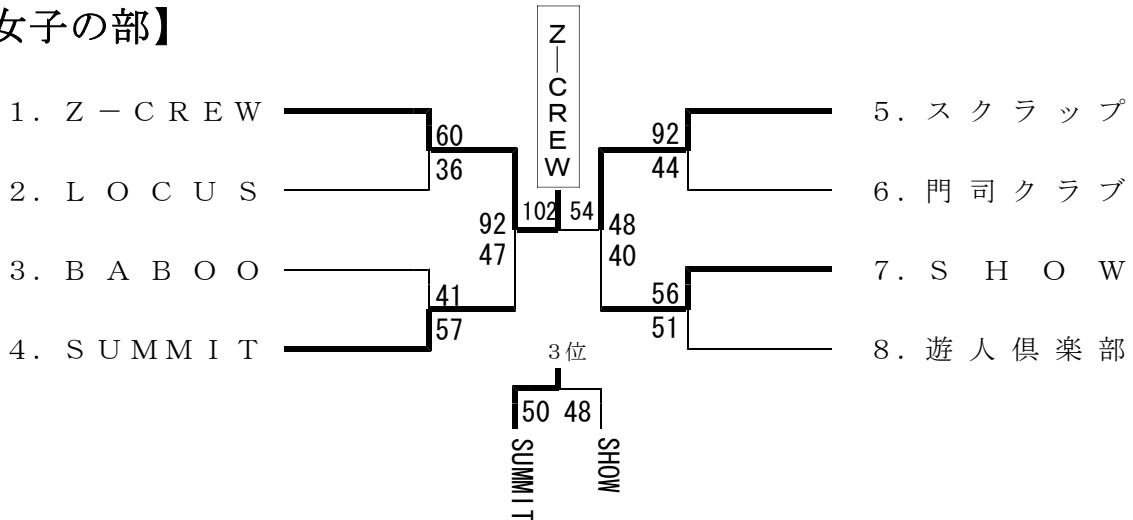 女子の部】
Z－CREW
1. Z－CREW
5. スクラップ
60
92
36
44
2. LOCUS
6. 門司クラブ
102 54
92
48
47
40
3. BABOO
7. SHOW
41
56
57
51
4. SUMMIT
8. 遊人倶楽部
3位
50 48
SUMMIT
SHOW